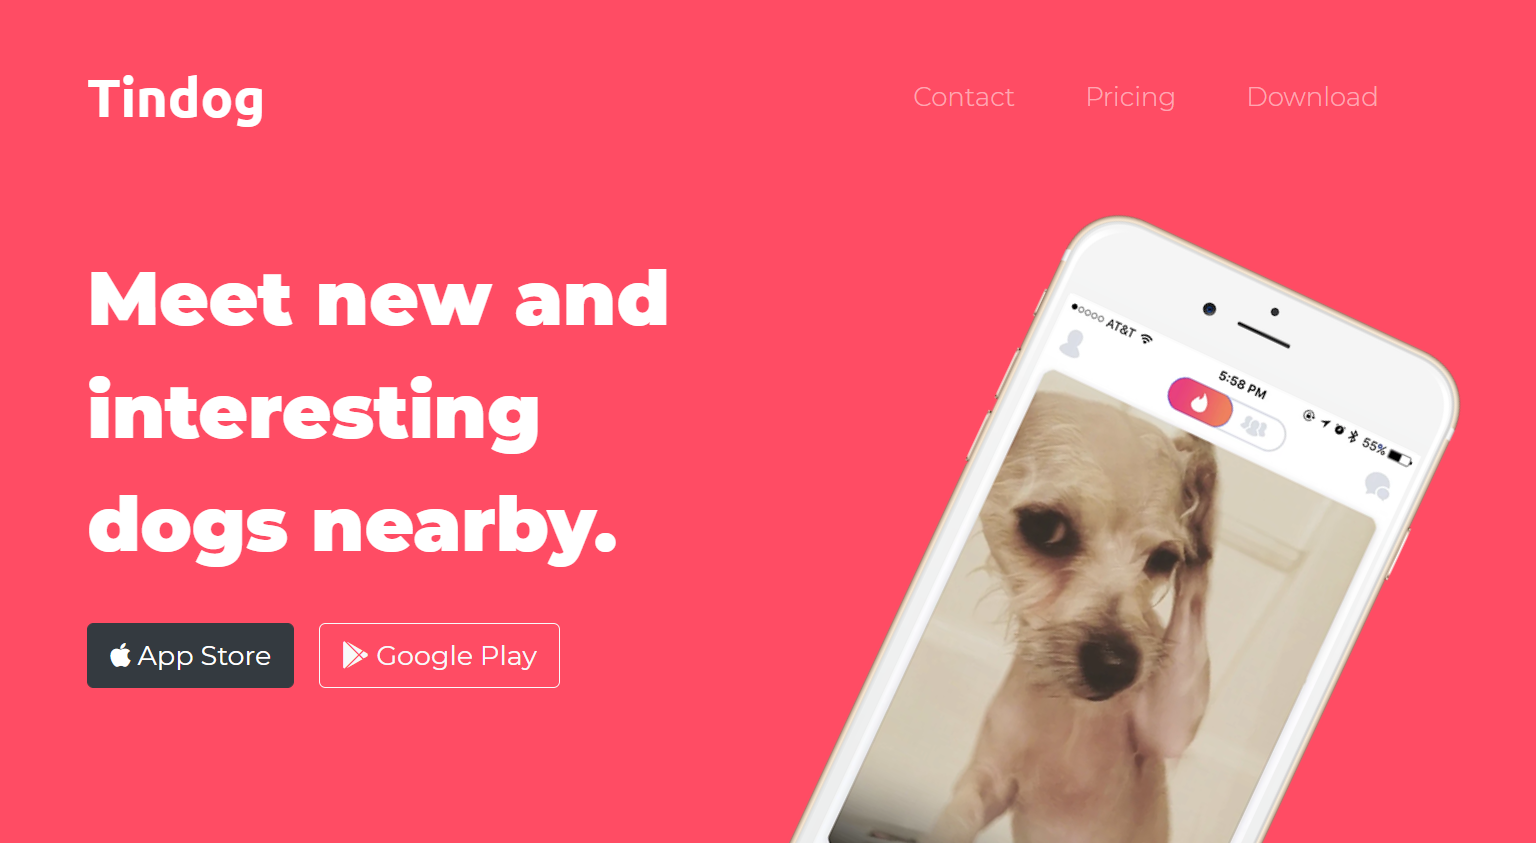 Tindog
Contact
Pricing
Download
Meet new and
interesting
dogs nearby.
App Store
Google Play
AT&T
5:58 PM
55%